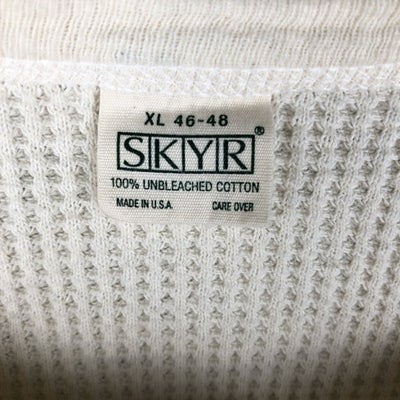 XL 46-48
SKYR®
100% UNBLEACHED COTTON
MADE IN U.S.A. CARE OVER